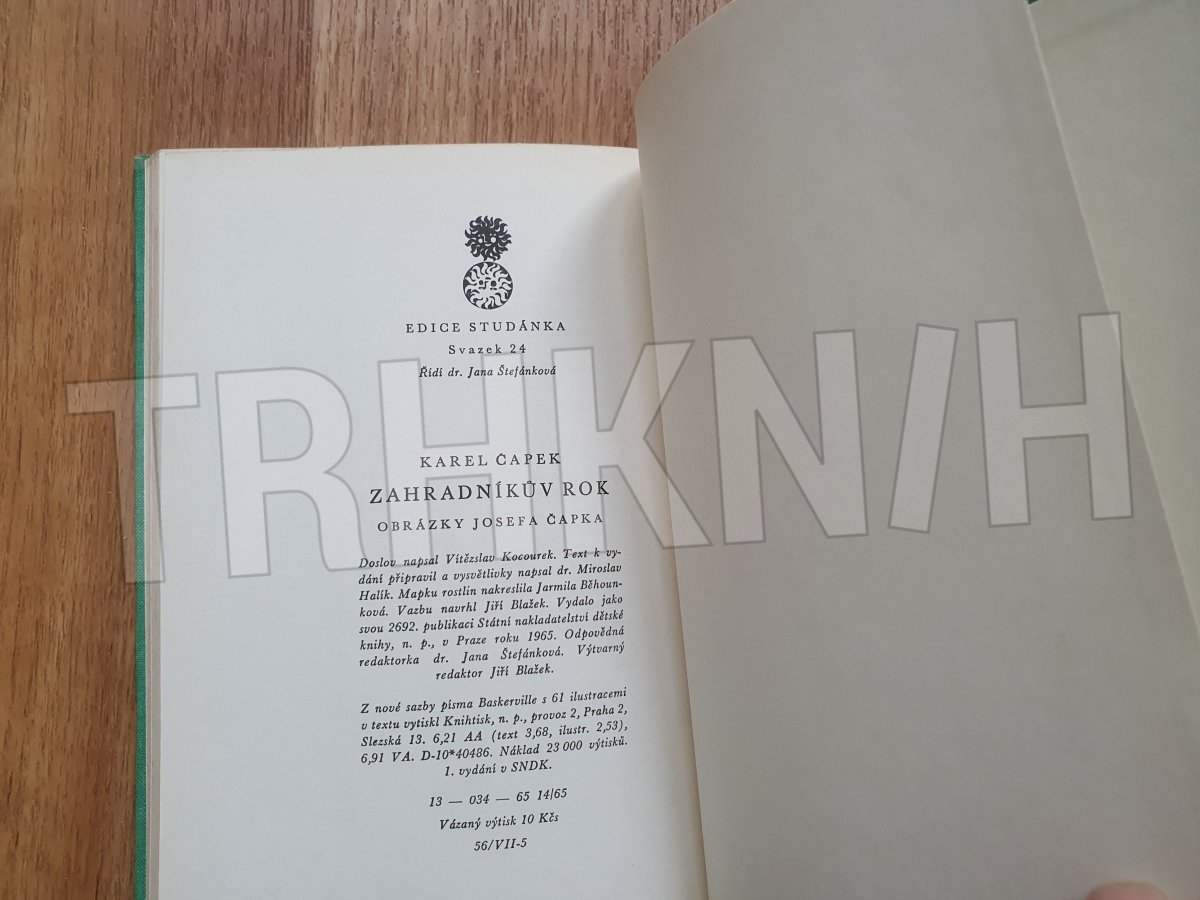 EDICE STUDÁNKA
Svazek 24
Řídí dr. Jana Štefánková
KAREL ČAPEK
ZAHRADNÍKŮV ROK
OBRÁZKY JOSEFA ČAPKA
Doslov napsal Vítězslav Kocourek. Text k vy-
dání připravil a vysvětlivky napsal dr. Miroslav
Halík. Mapku rostlin nakreslila Jarmila Běhoun-
ková. Vazbu navrhl Jiří Blažek. Vydalo jako
svou 2692. publikaci Státní nakladatelství dětské
knihy, n. p., v Praze roku 1965. Odpovědná
redaktorka dr. Jana Štefánková. Výtvarný
redaktor Jiří Blažek.
Z nové sazby písma Baskerville s 61 ilustracemi
v textu vytiskl Knihtisk, n. p., provoz 2, Praha 2,
Slezská 13. 6,21 AA (text 3,68, ilustr. 2,53),
6,91 VA. D-10*40486. Náklad 23 000 výtisků.
1. vydání v SNDK.
13 — 034 — 65 14/65
Vázaný výtisk 10 Kčs
56/VII-5
TRHKN/H